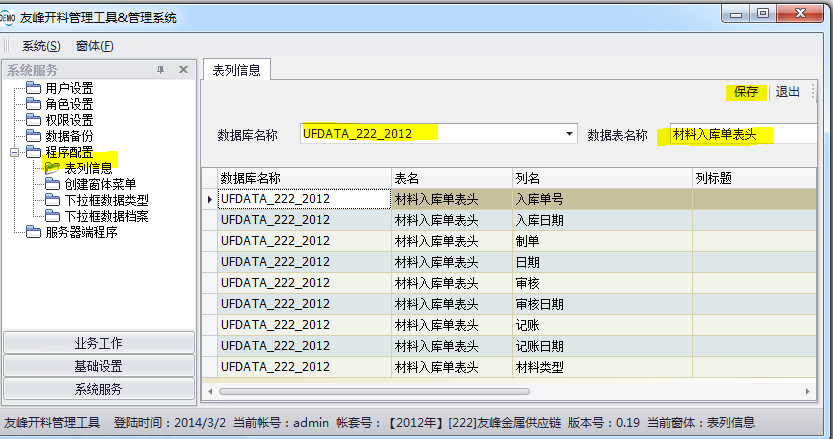 DEMO 友峰开料管理工具&管理系统
系统(S) 窗体(F)
系统服务
用户设置
角色设置
权限设置
数据备份
程序配置
表列信息
创建窗体菜单
下拉框数据类型
下拉框数据档案
服务器端程序
业务工作
基础设置
系统服务
表列信息
保存 退出
数据库名称 UFDATA_222_2012 数据表名称 材料入库单表头
数据库名称 表名 列名 列标题
UFDATA_222_2012 材料入库单表头 入库单号
UFDATA_222_2012 材料入库单表头 入库日期
UFDATA_222_2012 材料入库单表头 制单
UFDATA_222_2012 材料入库单表头 日期
UFDATA_222_2012 材料入库单表头 审核
UFDATA_222_2012 材料入库单表头 审核日期
UFDATA_222_2012 材料入库单表头 记账
UFDATA_222_2012 材料入库单表头 记账日期
UFDATA_222_2012 材料入库单表头 材料类型
友峰开料管理工具 登陆时间：2014/3/2 当前帐号：admin 帐套号：【2012年】[222]友峰金属供应链 版本号：0.19 当前窗体：表列信息